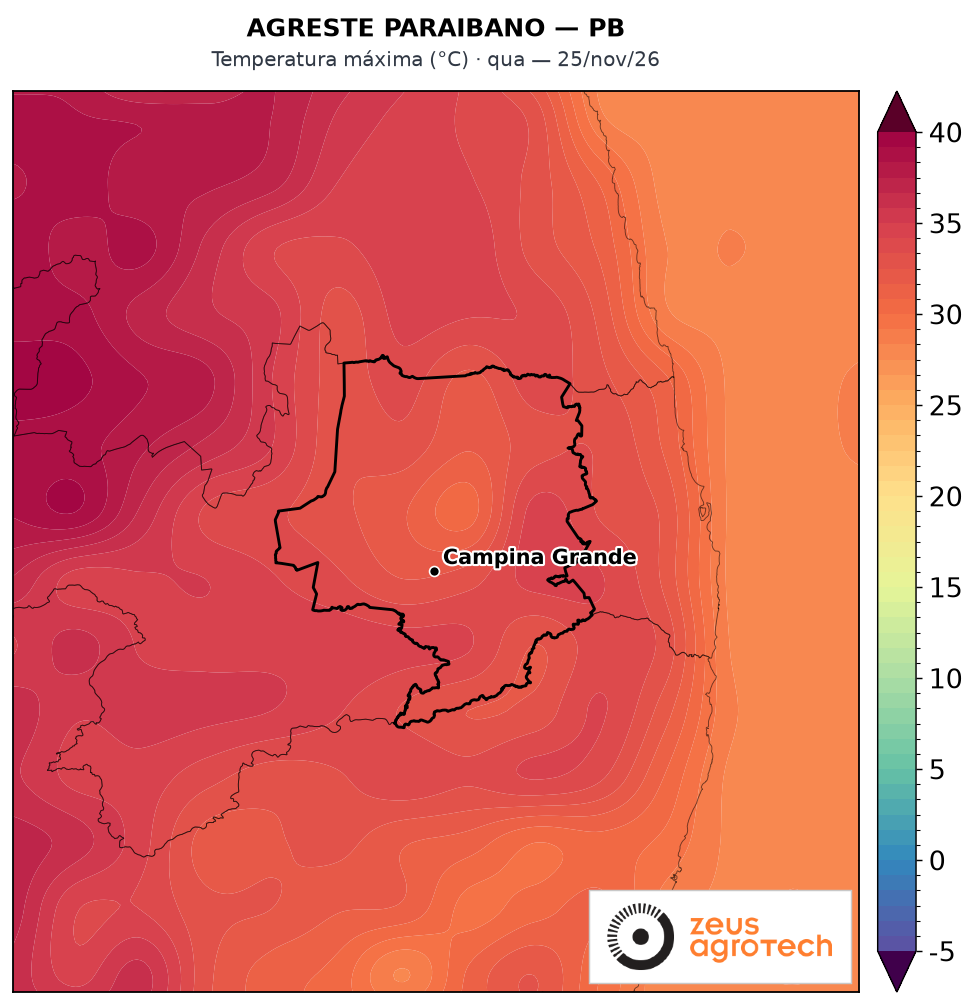 AGRESTE PARAIBANO — PB
Temperatura máxima (°C) · qua — 25/nov/26
40
35
30
25
20
15
10
5
0
-5
Campina Grande
zeus
agrotech